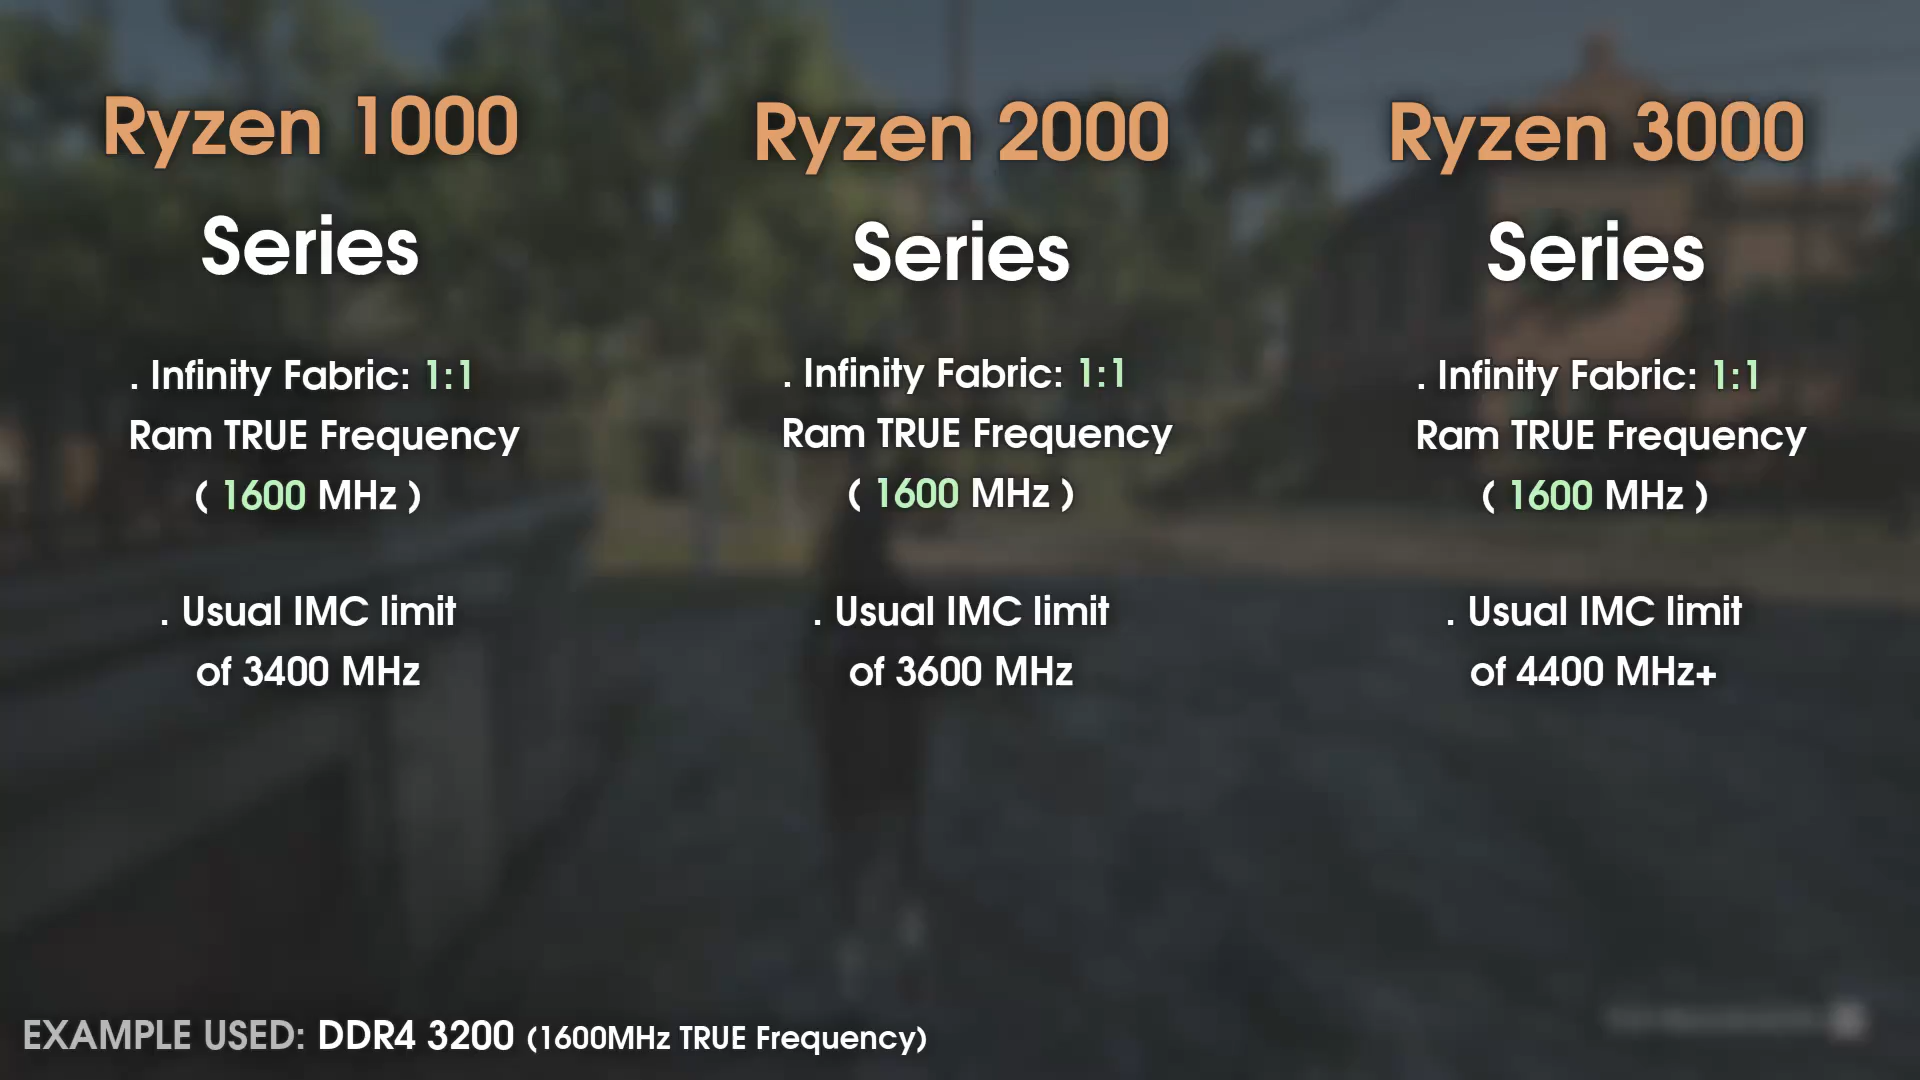 Ryzen 1000
Series
. Infinity Fabric: 1:1
Ram TRUE Frequency
( 1600 MHz )
. Usual IMC limit
of 3400 MHz
Ryzen 2000
Series
. Infinity Fabric: 1:1
Ram TRUE Frequency
( 1600 MHz )
. Usual IMC limit
of 3600 MHz
Ryzen 3000
Series
. Infinity Fabric: 1:1
Ram TRUE Frequency
( 1600 MHz )
. Usual IMC limit
of 4400 MHz+
EXAMPLE USED: DDR4 3200 (1600MHz TRUE Frequency)